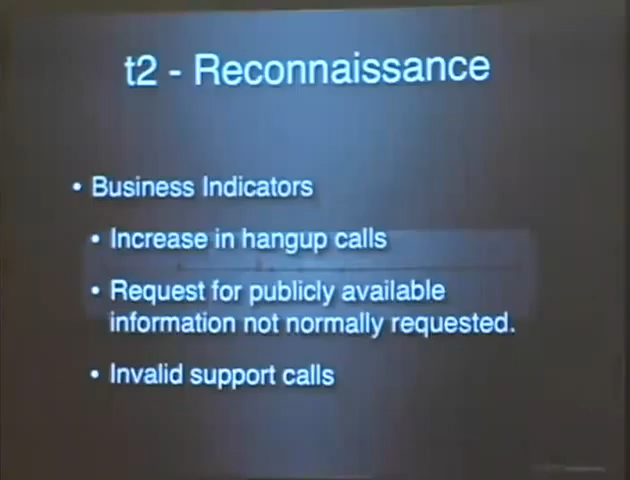 t2 - Reconnaissance
• Business Indicators
• Increase in hangup calls
• Request for publicly available
information not normally requested.
• Invalid support calls